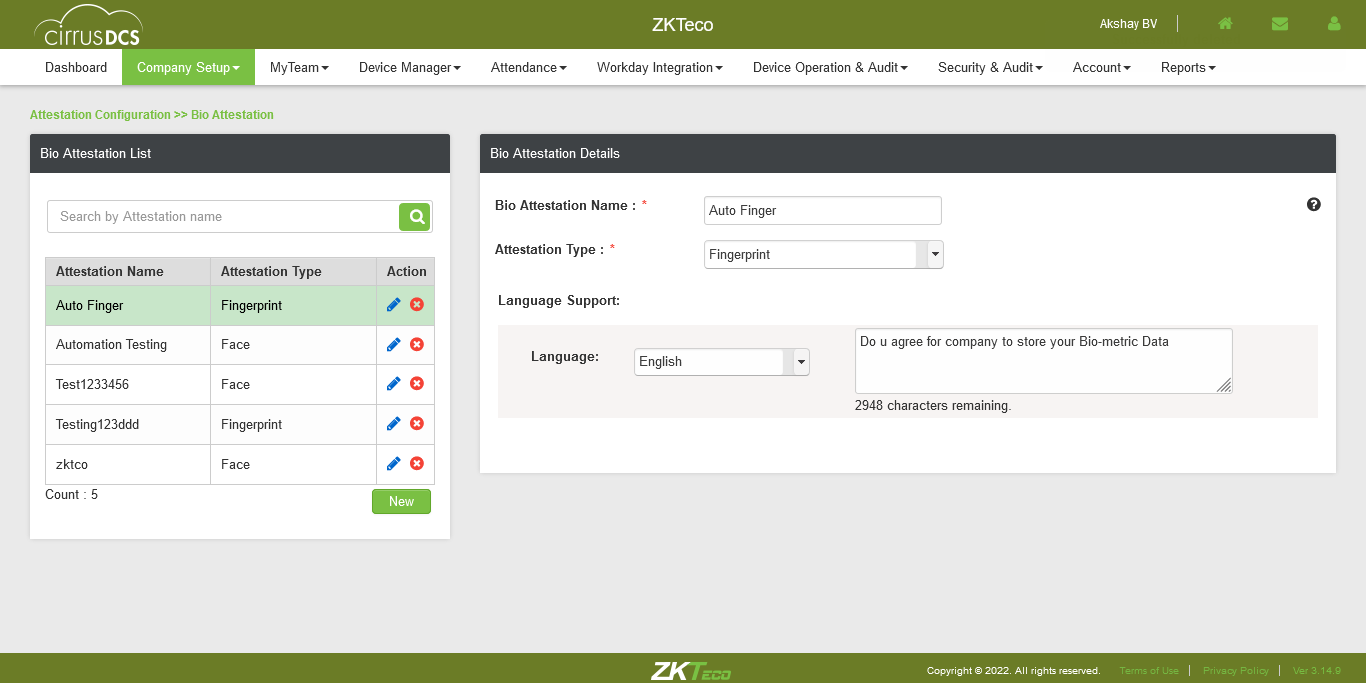 cirrusDCS
ZKTeco
Akshay BV
Dashboard Company Setup MyTeam Device Manager Attendance Workday Integration Device Operation & Audit Security & Audit Account Reports
Attestation Configuration >> Bio Attestation
Bio Attestation List
Search by Attestation name
Attestation Name Attestation Type Action
Auto Finger Fingerprint
Automation Testing Face
Test1233456 Face
Testing123ddd Fingerprint
zktco Face
Count : 5
New
Bio Attestation Details
Bio Attestation Name : *
Auto Finger
Attestation Type : *
Fingerprint
Language Support:
Language:
English
Do u agree for company to store your Bio-metric Data
2948 characters remaining.
ZKTeco
Copyright © 2022. All rights reserved. Terms of Use | Privacy Policy | Ver 3.14.9